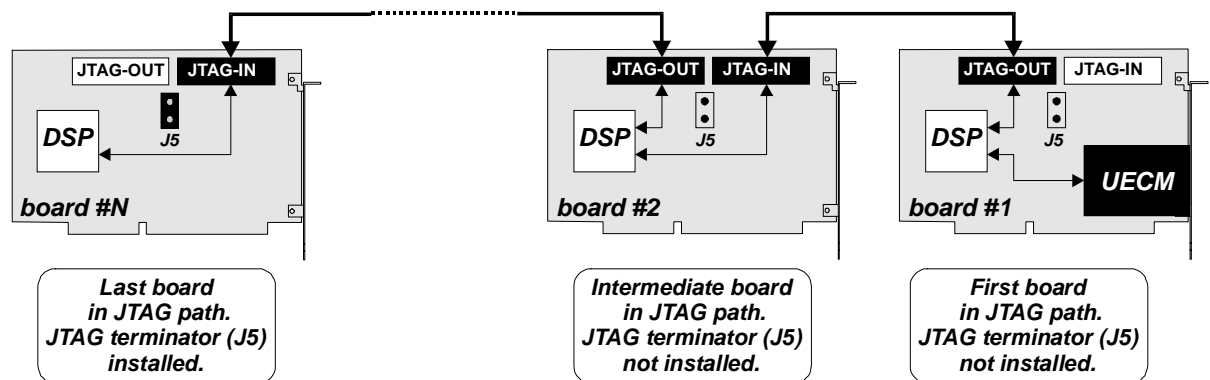 JTAG-OUT
JTAG-IN
DSP
J5
board #N
JTAG-OUT
JTAG-IN
DSP
J5
board #2
JTAG-OUT
JTAG-IN
DSP
J5
UECM
board #1
Last board
in JTAG path.
JTAG terminator (J5)
installed.
Intermediate board
in JTAG path.
JTAG terminator (J5)
not installed.
First board
in JTAG path.
JTAG terminator (J5)
not installed.